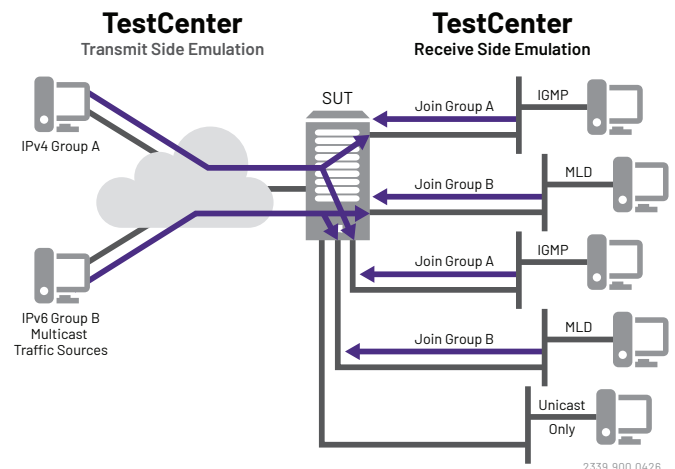 TestCenter
Transmit Side Emulation
TestCenter
Receive Side Emulation
SUT
IPv4 Group A
IPv6 Group B
Multicast
Traffic Sources
Join Group A
IGMP
Join Group B
MLD
Join Group A
IGMP
Join Group B
MLD
Unicast
Only
2339.900.0426